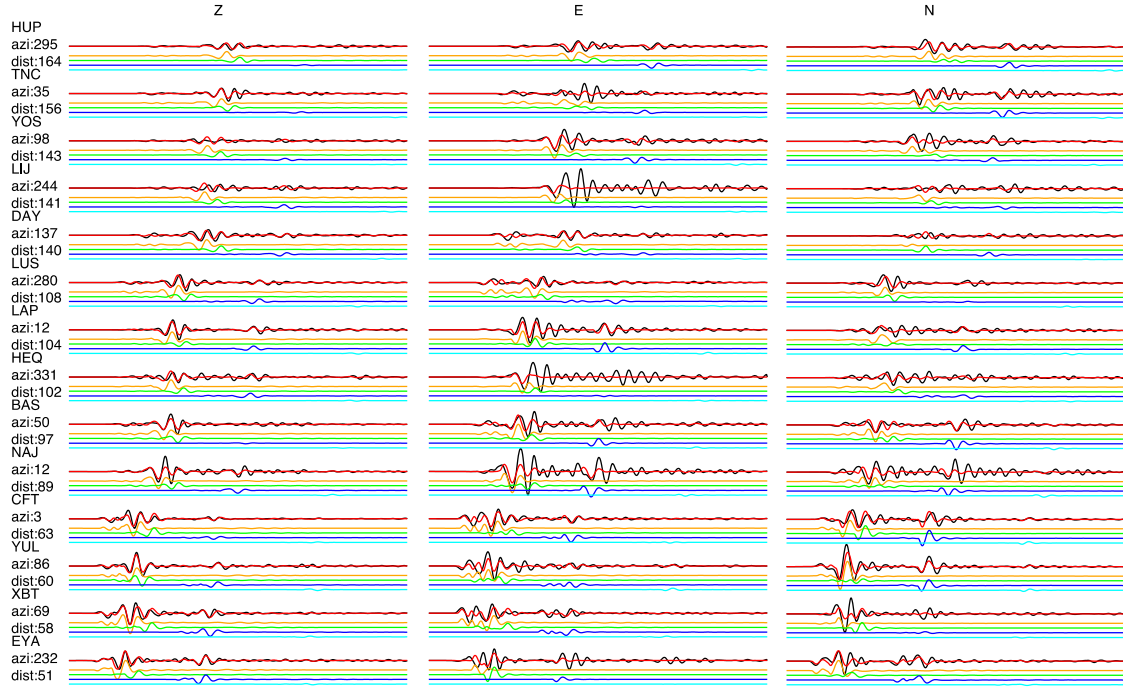 Z E N
HUP
azi:295
dist:164
TNC
azi:35
dist:156
YOS
azi:98
dist:143
LIJ
azi:244
dist:141
DAY
azi:137
dist:140
LUS
azi:280
dist:108
LAP
azi:12
dist:104
HEQ
azi:331
dist:102
BAS
azi:50
dist:97
NAJ
azi:12
dist:89
CFT
azi:3
dist:63
YUL
azi:86
dist:60
XBT
azi:69
dist:58
EYA
azi:232
dist:51